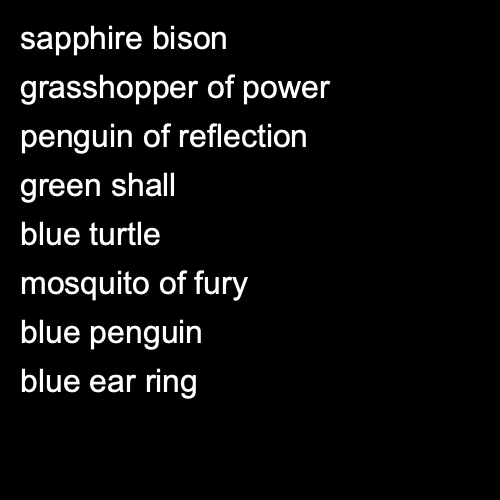 sapphire bison
grasshopper of power
penguin of reflection
green shall
blue turtle
mosquito of fury
blue penguin
blue ear ring